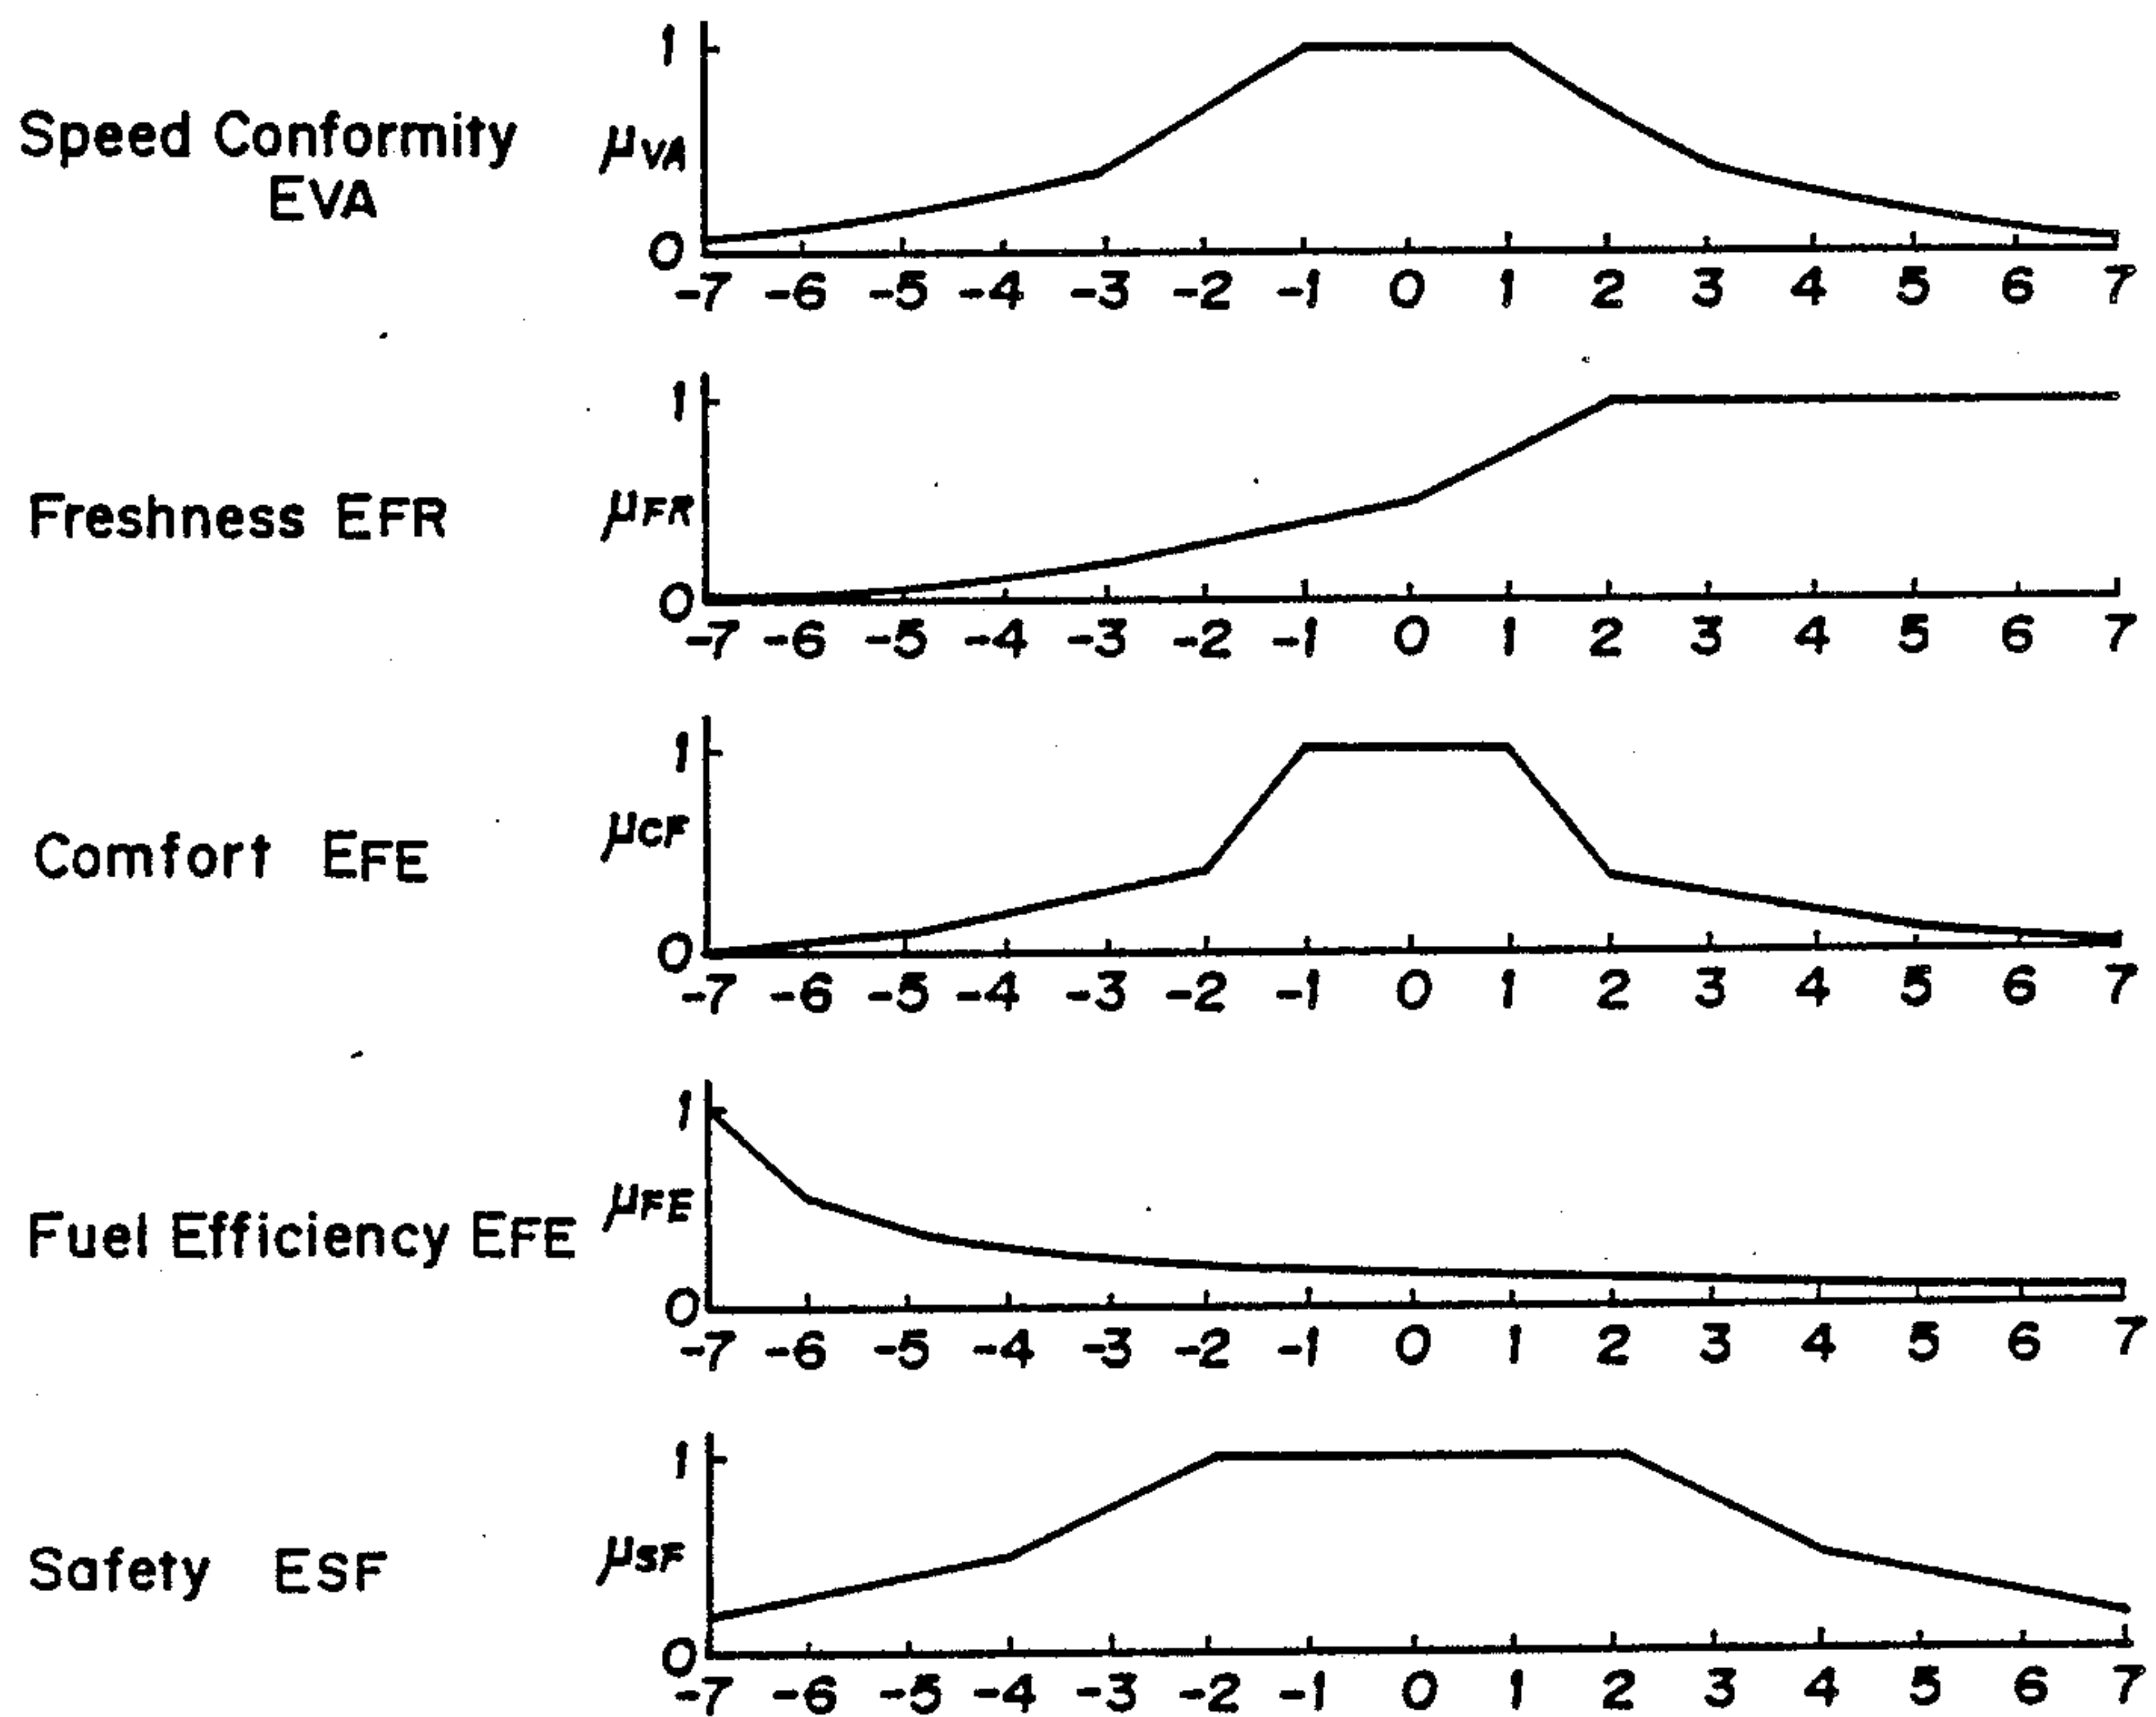 1
Speed Conformity
EVA
μVA
0
-7 -6 -5 -4 -3 -2 -1 0 1 2 3 4 5 6 7
1
Freshness EFR
μFR
0
-7 -6 -5 -4 -3 -2 -1 0 1 2 3 4 5 6 7
1
Comfort EFE
μCF
0
-7 -6 -5 -4 -3 -2 -1 0 1 2 3 4 5 6 7
1
Fuel Efficiency EFE
μFE
0
-7 -6 -5 -4 -3 -2 -1 0 1 2 3 4 5 6 7
1
Safety ESF
μSF
0
-7 -6 -5 -4 -3 -2 -1 0 1 2 3 4 5 6 7